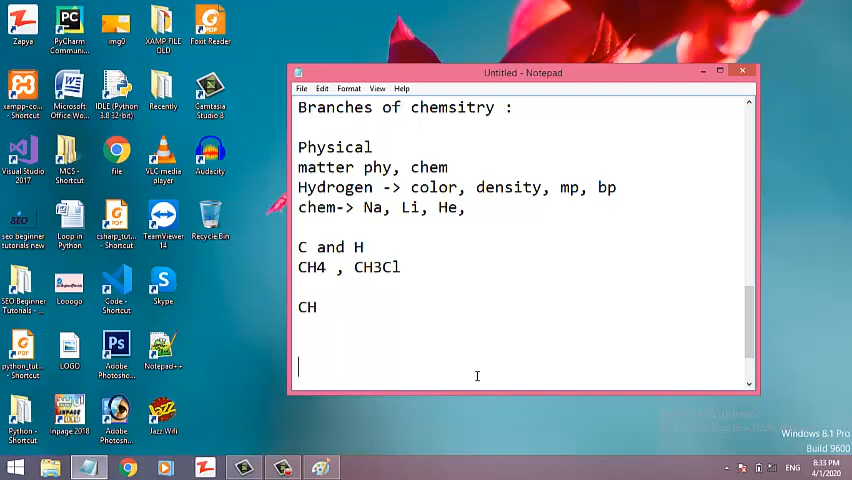 Zapya
PyCharm Communi...
img0
XAMP FILE OLD
Foxit Reader
xampp-co... - Shortcut
Microsoft Office Wo...
IDLE (Python 3.8 32-bit)
Recently
Camtasia Studio 8
Visual Studio 2017
MCS - Shortcut
file
VLC media player
Audacity
SEO
seo beginner tutorials new
Loop in Python
csharp_tut... - Shortcut
TeamViewer 14
Recycle Bin
SEO Beginner Tutorials - ...
Looogo
Code - Shortcut
Skype
python_tut... - Shortcut
LOGO
Ps
Adobe Photosho...
Notepad++
Python - Shortcut
Inpage 2018
Adobe Photosh...
Jazz Wifi
Untitled - Notepad
File Edit Format View Help
Branches of chemsitry :
Physical
matter phy, chem
Hydrogen -> color, density, mp, bp
chem-> Na, Li, He,
C and H
CH4 , CH3Cl
CH
Windows 8.1 Pro
Build 9600
ENG
8:33 PM
4/1/2020